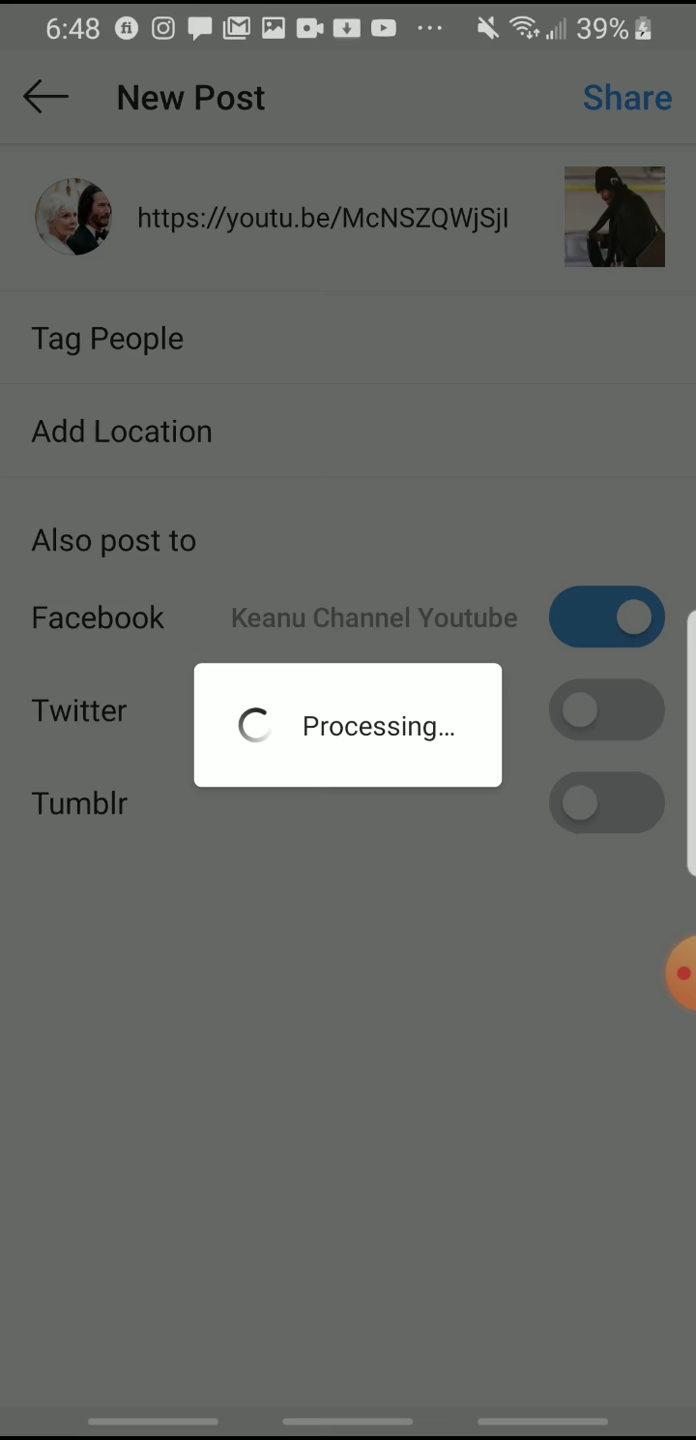 6:48 fi ... 39%
New Post Share
https://youtu.be/McNSZQWjSjI
Tag People
Add Location
Also post to
Facebook Keanu Channel Youtube
Twitter
Processing...
Tumblr